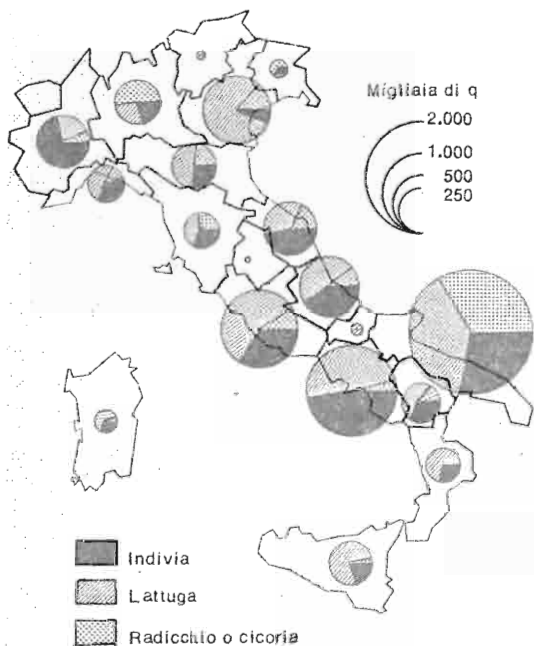 Migliaia di q
2.000
1.000
500
250
Indivia
Lattuga
Radicchio o cicoria